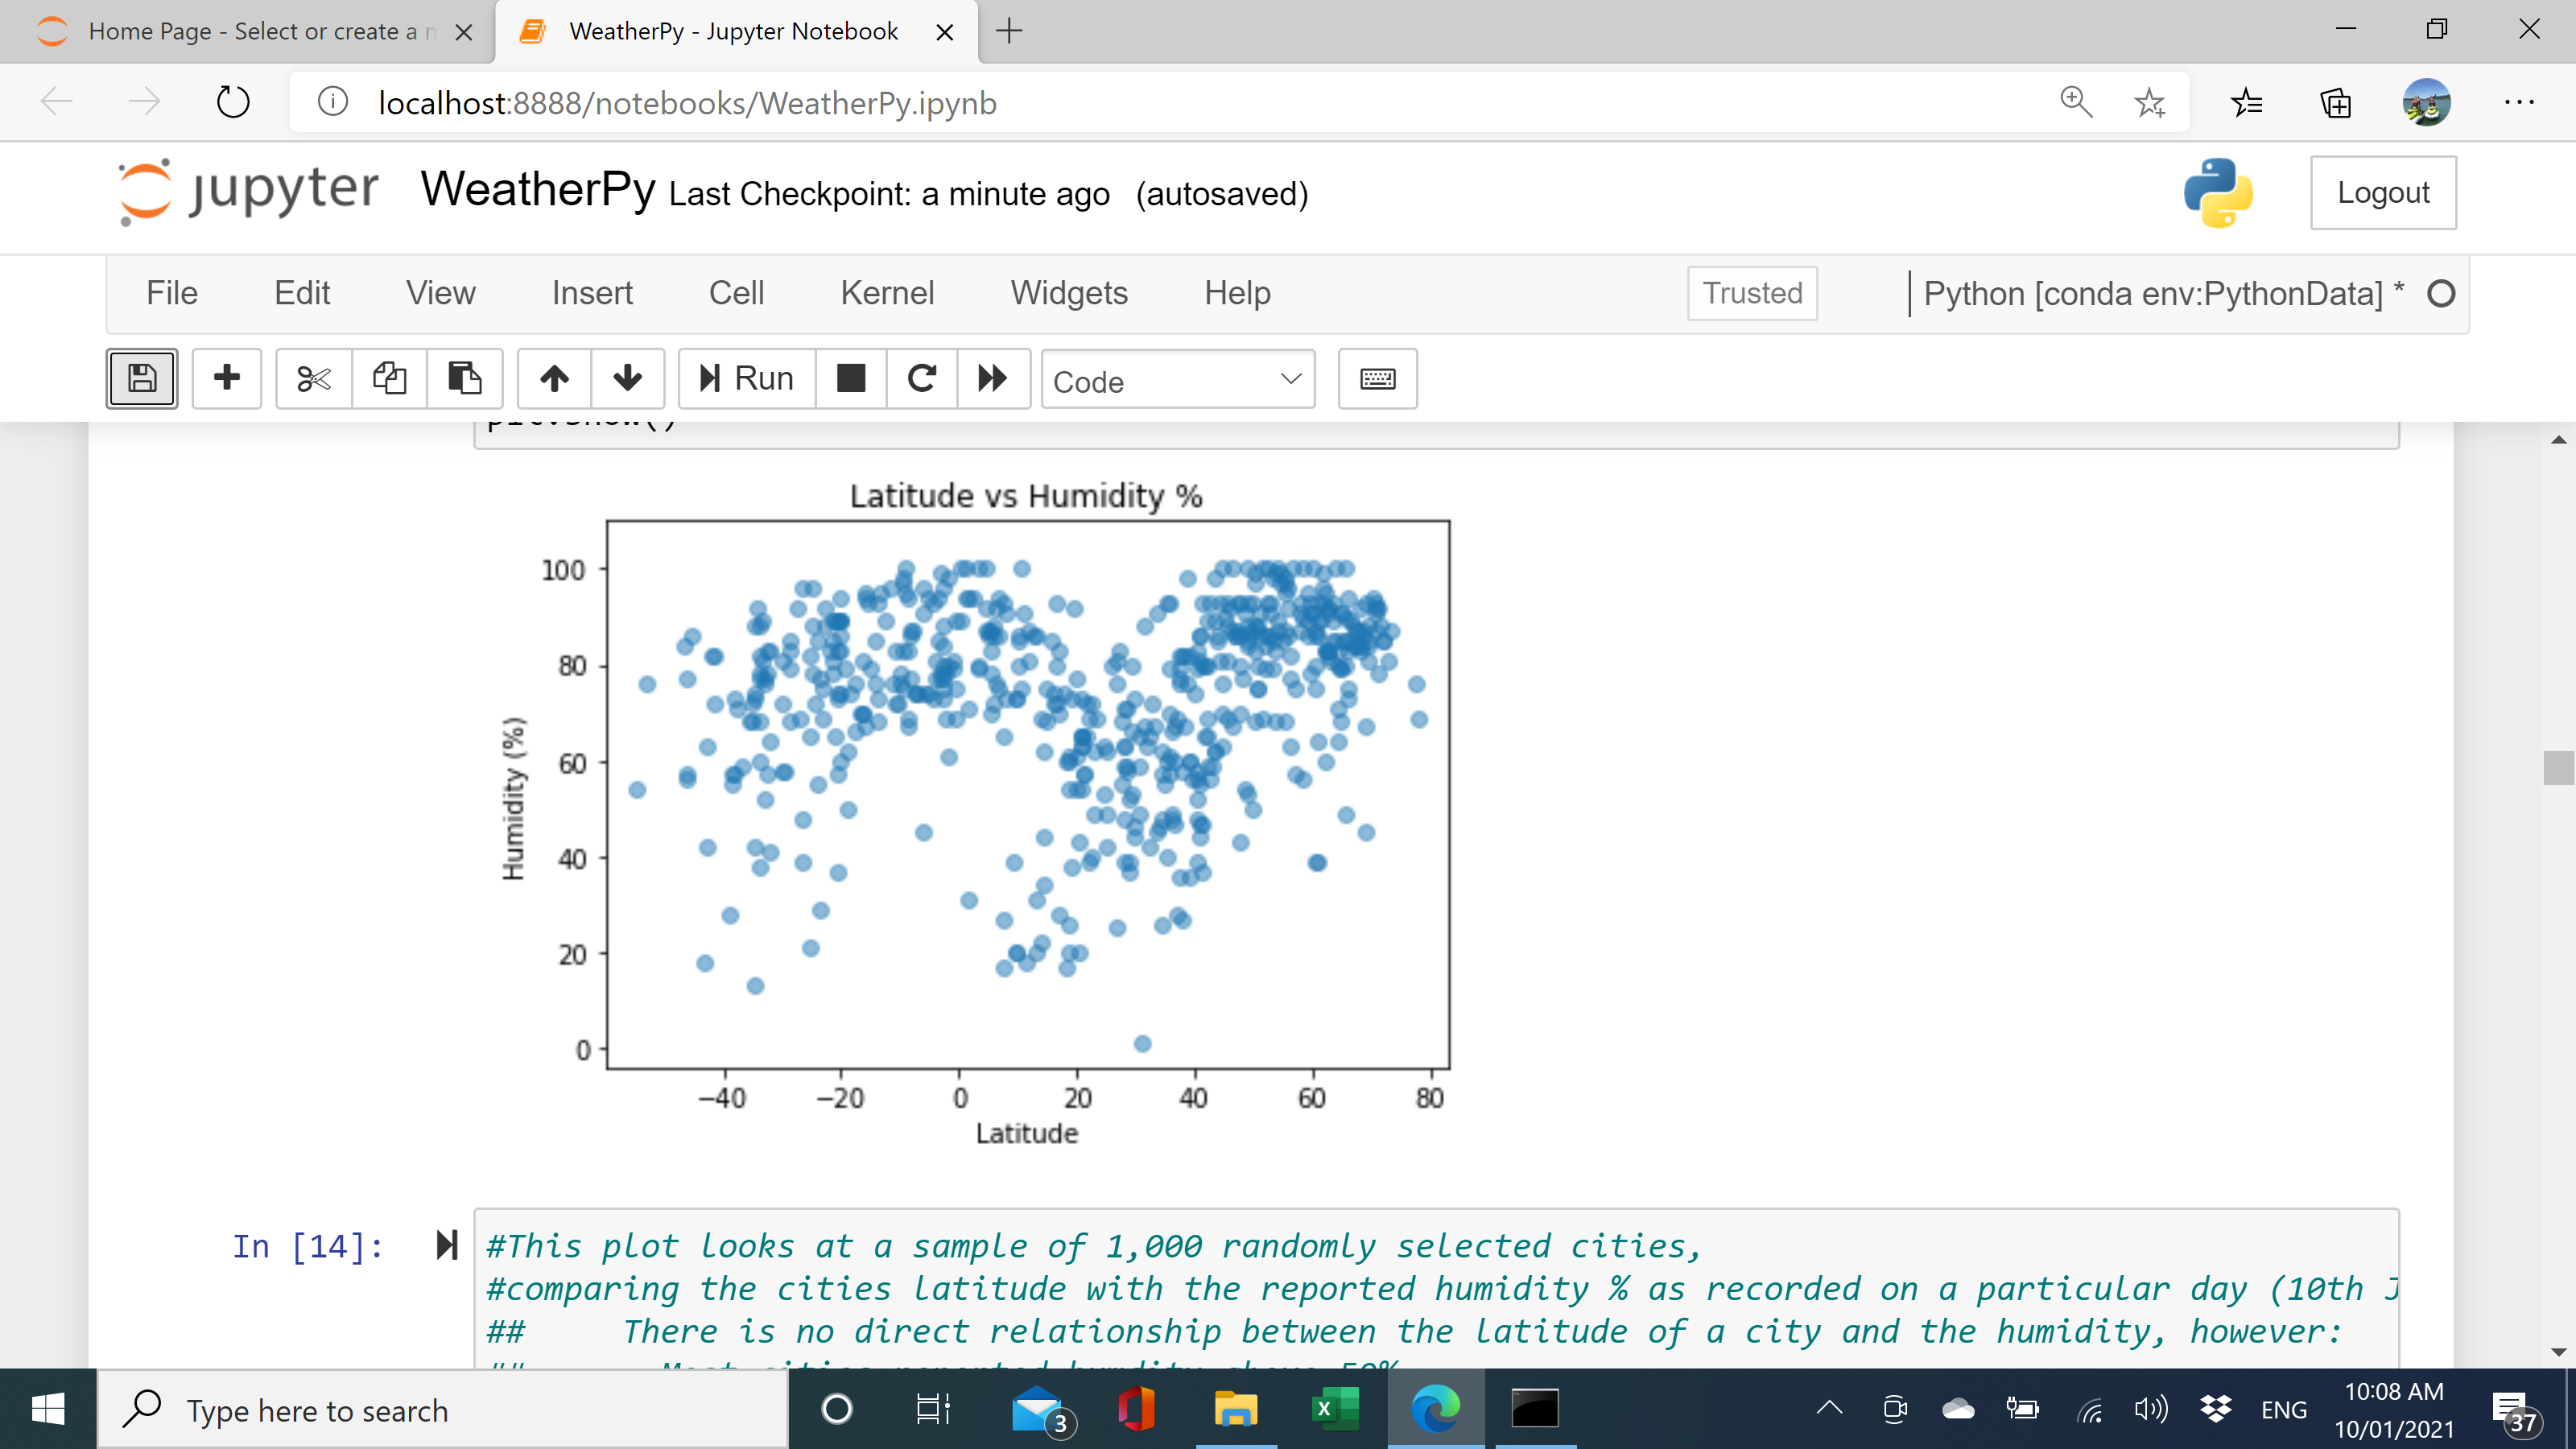 Home Page - Select or create a n
WeatherPy - Jupyter Notebook
localhost:8888/notebooks/WeatherPy.ipynb
jupyter WeatherPy Last Checkpoint: a minute ago (autosaved)
Logout
File Edit View Insert Cell Kernel Widgets Help
Trusted
Python [conda env:PythonData] *
Run
Code
Latitude vs Humidity %
100
80
60
40
20
0
Humidity (%)
−40 −20 0 20 40 60 80
Latitude
In [14]:
#This plot looks at a sample of 1,000 randomly selected cities,
#comparing the cities latitude with the reported humidity % as recorded on a particular day (10th J
## There is no direct relationship between the latitude of a city and the humidity, however:
Type here to search
3
ENG
10:08 AM
10/01/2021
37